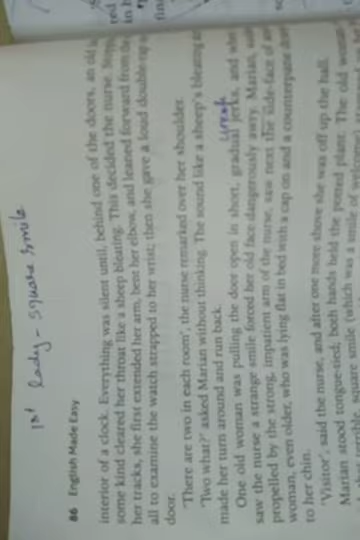 1st lady - square smile
86 English Made Easy
interior of a clock. Everything was silent until, behind one of the doors, an old
some kind cleared her throat like a sheep bleating. This decided the nurse.
her tracks, she first extended her arm, bent her elbow, and leaned forward from
all to examine the watch strapped to her wrist; then she gave a loud double-
door.
'There are two in each room', the nurse remarked over her shoulder.
'Two what?' asked Marian without thinking. The sound like a sheep's bleating
made her turn around and run back.
One old woman was pulling the door open in short, gradual jerks, and
saw the nurse a strange smile forced her old face dangerously away. Marian,
propelled by the strong, impatient arm of the nurse, saw next the side-face of
woman, even older, who was lying flat in bed with a cap on and a counterpane
to her chin.
'Visitor', said the nurse, and after one more shove she was off up the hall.
Marian stood tongue-tied; both hands held the potted plant. The old
terrible, square smile (which was a smile of